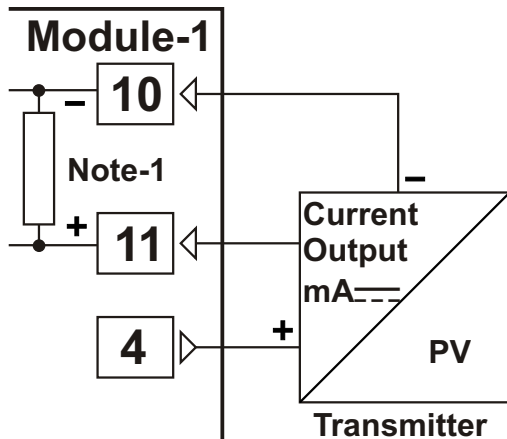 Module-1
− 10
Note-1
+ 11
4
−
Current
Output
mA
+
PV
Transmitter